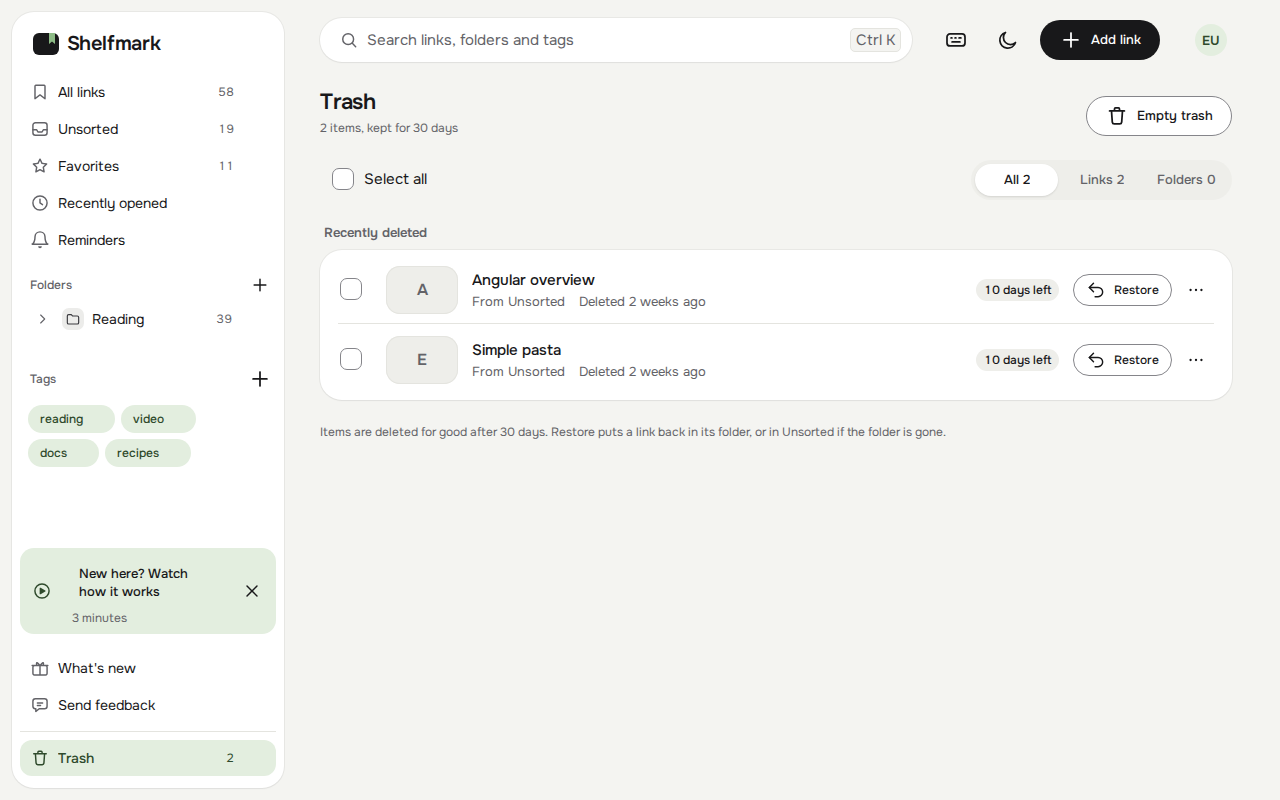 Shelfmark
All links 58
Unsorted 19
Favorites 11
Recently opened
Reminders
Folders
Reading 39
Tags
reading video
docs recipes
New here? Watch
how it works
3 minutes
What's new
Send feedback
Trash 2
Search links, folders and tags Ctrl K
Add link
EU
Trash
2 items, kept for 30 days
Empty trash
Select all
All 2 Links 2 Folders 0
Recently deleted
A
Angular overview
From Unsorted Deleted 2 weeks ago
10 days left Restore
E
Simple pasta
From Unsorted Deleted 2 weeks ago
10 days left Restore
Items are deleted for good after 30 days. Restore puts a link back in its folder, or in Unsorted if the folder is gone.